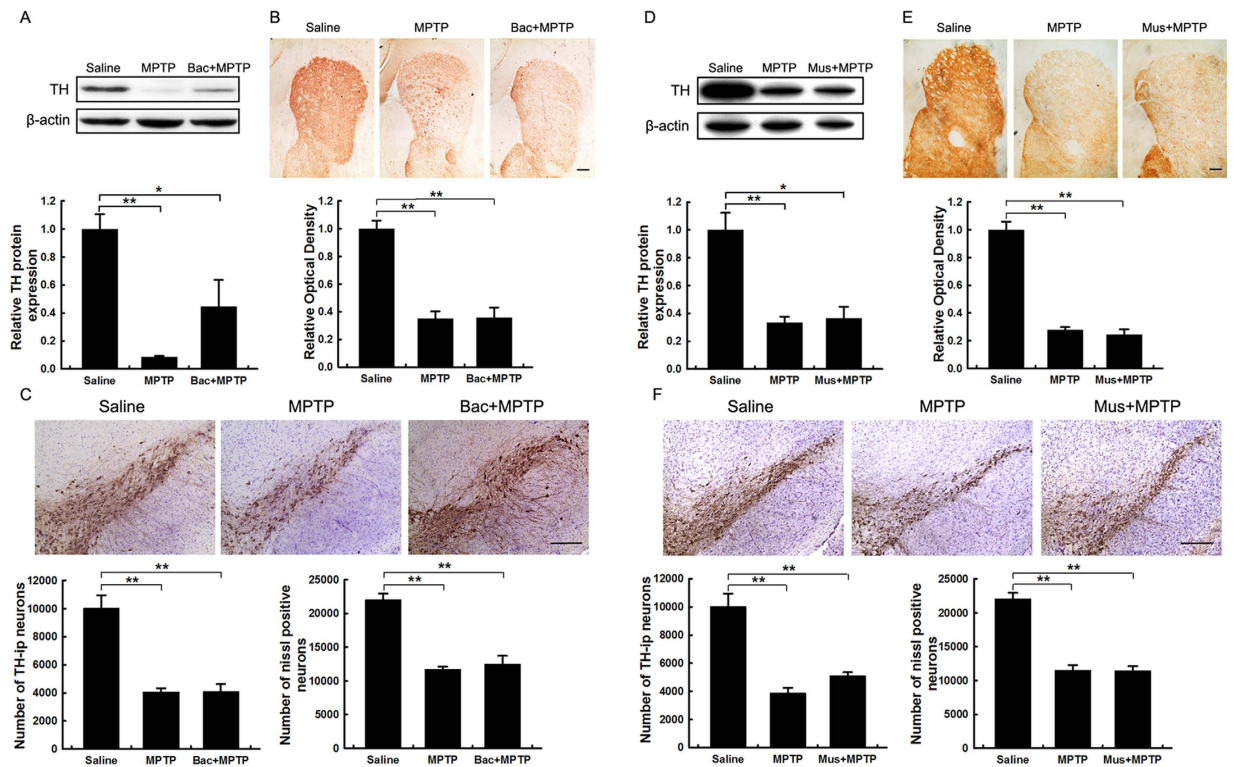 A
Saline MPTP Bac+MPTP
TH
β-actin
* 
**
1.2
1.0
0.8
0.6
0.4
0.2
0.0
Relative TH protein
expression
Saline MPTP Bac+MPTP
B
Saline MPTP Bac+MPTP
**
**
1.2
1.0
0.8
0.6
0.4
0.2
0.0
Relative Optical Density
Saline MPTP Bac+MPTP
C
Saline MPTP Bac+MPTP
**
**
12000
10000
8000
6000
4000
2000
0
Number of TH-ip neurons
Saline MPTP Bac+MPTP
**
**
25000
20000
15000
10000
5000
0
Number of nissl positive
neurons
Saline MPTP Bac+MPTP
D
Saline MPTP Mus+MPTP
TH
β-actin
*
**
1.2
1.0
0.8
0.6
0.4
0.2
0.0
Relative TH protein
expression
Saline MPTP Mus+MPTP
E
Saline MPTP Mus+MPTP
**
**
1.2
1.0
0.8
0.6
0.4
0.2
0.0
Relative Optical Density
Saline MPTP Mus+MPTP
F
Saline MPTP Mus+MPTP
**
**
12000
10000
8000
6000
4000
2000
0
Number of TH-ip neurons
Saline MPTP Mus+MPTP
**
**
25000
20000
15000
10000
5000
0
Number of nissl positive
neurons
Saline MPTP Mus+MPTP